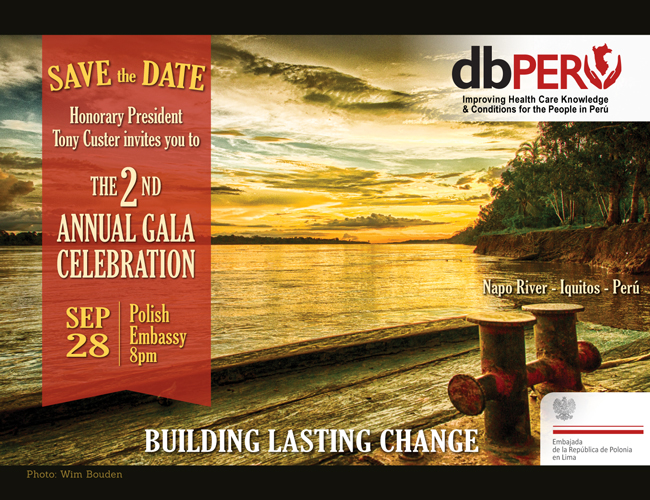 SAVE the DATE
Honorary President
Tony Custer invites you to
THE 2ND
ANNUAL GALA
CELEBRATION
SEP
28
Polish
Embassy
8pm
dbPERU
Improving Health Care Knowledge
& Conditions for the People in Perú
Napo River - Iquitos - Perú
BUILDING LASTING CHANGE
Embajada
de la República de Polonia
en Lima
Photo: Wim Bouden